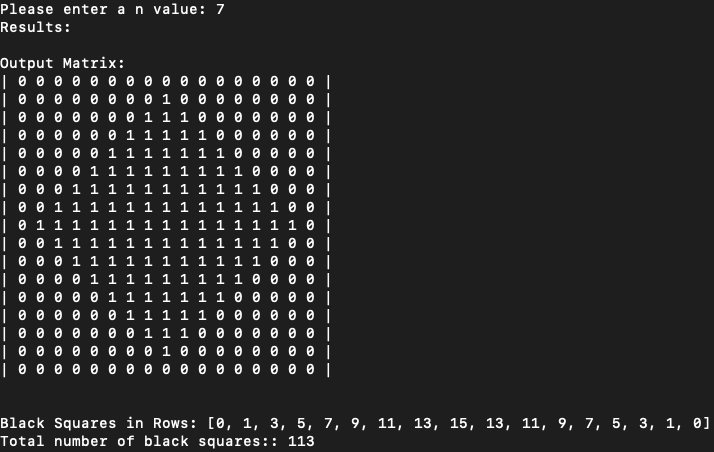 Please enter a n value: 7
Results:
Output Matrix:
| 0 0 0 0 0 0 0 0 0 0 0 0 0 0 0 0 0 |
| 0 0 0 0 0 0 0 0 1 0 0 0 0 0 0 0 0 |
| 0 0 0 0 0 0 0 1 1 1 0 0 0 0 0 0 0 |
| 0 0 0 0 0 0 1 1 1 1 1 0 0 0 0 0 0 |
| 0 0 0 0 0 1 1 1 1 1 1 1 0 0 0 0 0 |
| 0 0 0 0 1 1 1 1 1 1 1 1 1 0 0 0 0 |
| 0 0 0 1 1 1 1 1 1 1 1 1 1 1 0 0 0 |
| 0 0 1 1 1 1 1 1 1 1 1 1 1 1 1 0 0 |
| 0 1 1 1 1 1 1 1 1 1 1 1 1 1 1 1 0 |
| 0 0 1 1 1 1 1 1 1 1 1 1 1 1 1 0 0 |
| 0 0 0 1 1 1 1 1 1 1 1 1 1 1 0 0 0 |
| 0 0 0 0 1 1 1 1 1 1 1 1 1 0 0 0 0 |
| 0 0 0 0 0 1 1 1 1 1 1 1 0 0 0 0 0 |
| 0 0 0 0 0 0 1 1 1 1 1 0 0 0 0 0 0 |
| 0 0 0 0 0 0 0 1 1 1 0 0 0 0 0 0 0 |
| 0 0 0 0 0 0 0 0 1 0 0 0 0 0 0 0 0 |
| 0 0 0 0 0 0 0 0 0 0 0 0 0 0 0 0 0 |
Black Squares in Rows: [0, 1, 3, 5, 7, 9, 11, 13, 15, 13, 11, 9, 7, 5, 3, 1, 0]
Total number of black squares:: 113